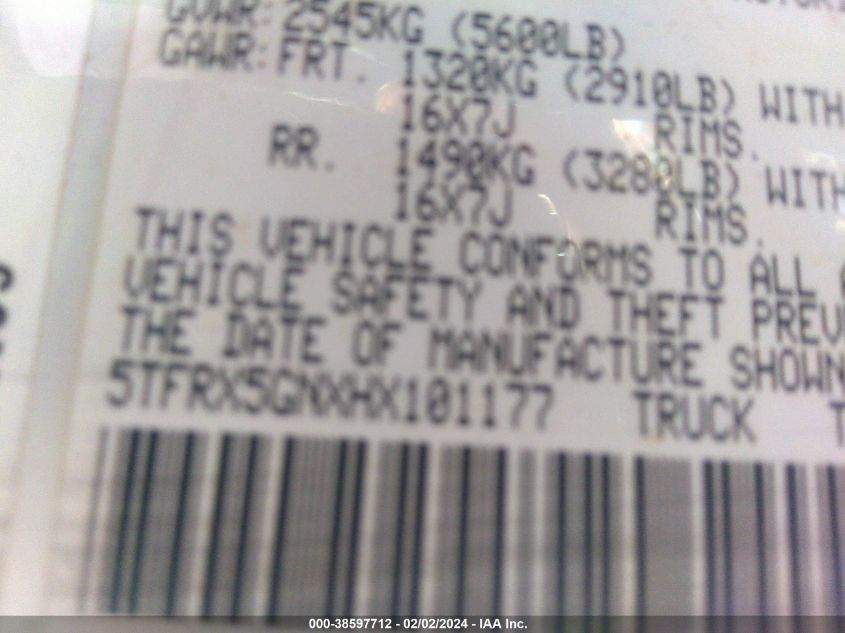 GVWR: 2545KG (5600LB)
GAWR: FRT. 1320KG (2910LB) WITH
16X7J RIMS.
RR. 1490KG (3280LB) WITH
16X7J RIMS.
THIS VEHICLE CONFORMS TO ALL A
VEHICLE SAFETY AND THEFT PREV
THE DATE OF MANUFACTURE SHOWN
5TFRX5GNXHX101177 TRUCK T
000-38597712 - 02/02/2024 - IAA Inc.